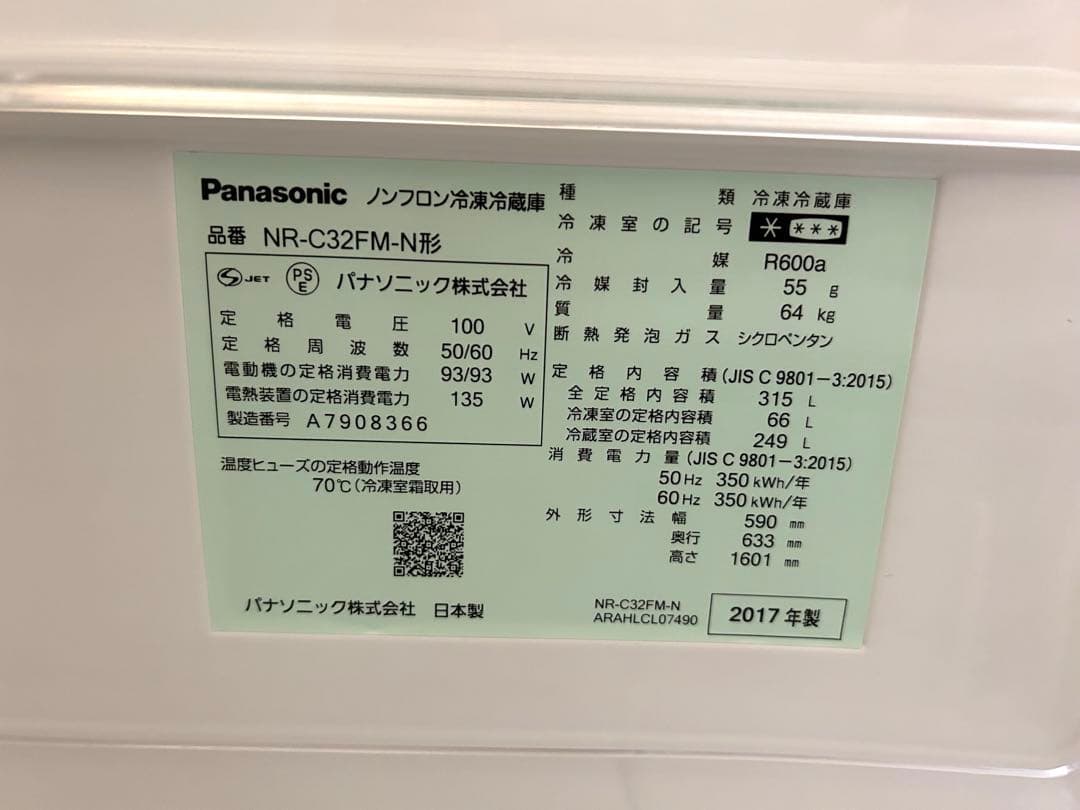 Panasonic ノンフロン冷凍冷蔵庫
品番 NR-C32FM-N形
S JET PSE パナソニック株式会社
定格電圧 100 V
定格周波数 50/60 Hz
電動機の定格消費電力 93/93 W
電熱装置の定格消費電力 135 W
製造番号 A7908366
温度ヒューズの定格動作温度
70℃(冷凍室霜取用)
パナソニック株式会社 日本製
種類 冷凍冷蔵庫
冷凍室の記号 * ***
冷媒 R600a
冷媒封入量 55 g
質量 64 kg
断熱発泡ガス シクロペンタン
定格内容積(JIS C 9801-3:2015)
全定格内容積 315 L
冷凍室の定格内容積 66 L
冷蔵室の定格内容積 249 L
消費電力量(JIS C 9801-3:2015)
50Hz 350kWh/年
60Hz 350kWh/年
外形寸法 幅 590 mm
奥行 633 mm
高さ 1601 mm
NR-C32FM-N
ARAHLCL07490
2017年製